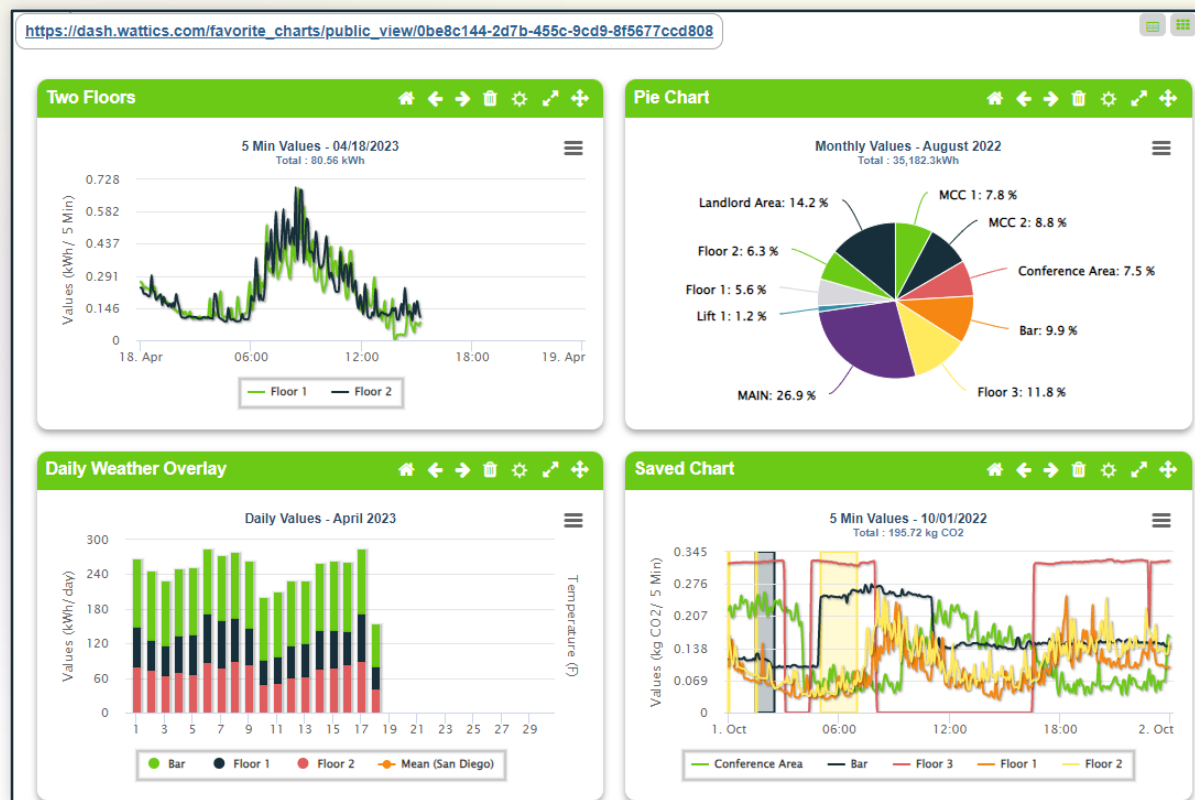 https://dash.wattics.com/favorite_charts/public_view/0be8c144-2d7b-455c-9cd9-8f5677ccd808
Two Floors
5 Min Values - 04/18/2023
Total : 80.56 kWh
Values (kWh/ 5 Min)
0.728
0.582
0.437
0.291
0.146
0
18. Apr 06:00 12:00 18:00 19. Apr
Floor 1 Floor 2
Pie Chart
Monthly Values - August 2022
Total : 35,182.3kWh
MCC 1: 7.8 %
MCC 2: 8.8 %
Conference Area: 7.5 %
Bar: 9.9 %
Floor 3: 11.8 %
MAIN: 26.9 %
Lift 1: 1.2 %
Floor 1: 5.6 %
Floor 2: 6.3 %
Landlord Area: 14.2 %
Daily Weather Overlay
Daily Values - April 2023
Values (kWh/ day)
300
240
180
120
60
0
Temperature (F)
1 3 5 7 9 11 13 15 17 19 21 23 25 27 29
Bar Floor 1 Floor 2 Mean (San Diego)
Saved Chart
5 Min Values - 10/01/2022
Total : 195.72 kg CO2
Values (kg CO2/ 5 Min)
0.345
0.276
0.207
0.138
0.069
0
1. Oct 06:00 12:00 18:00 2. Oct
Conference Area Bar Floor 3 Floor 1 Floor 2